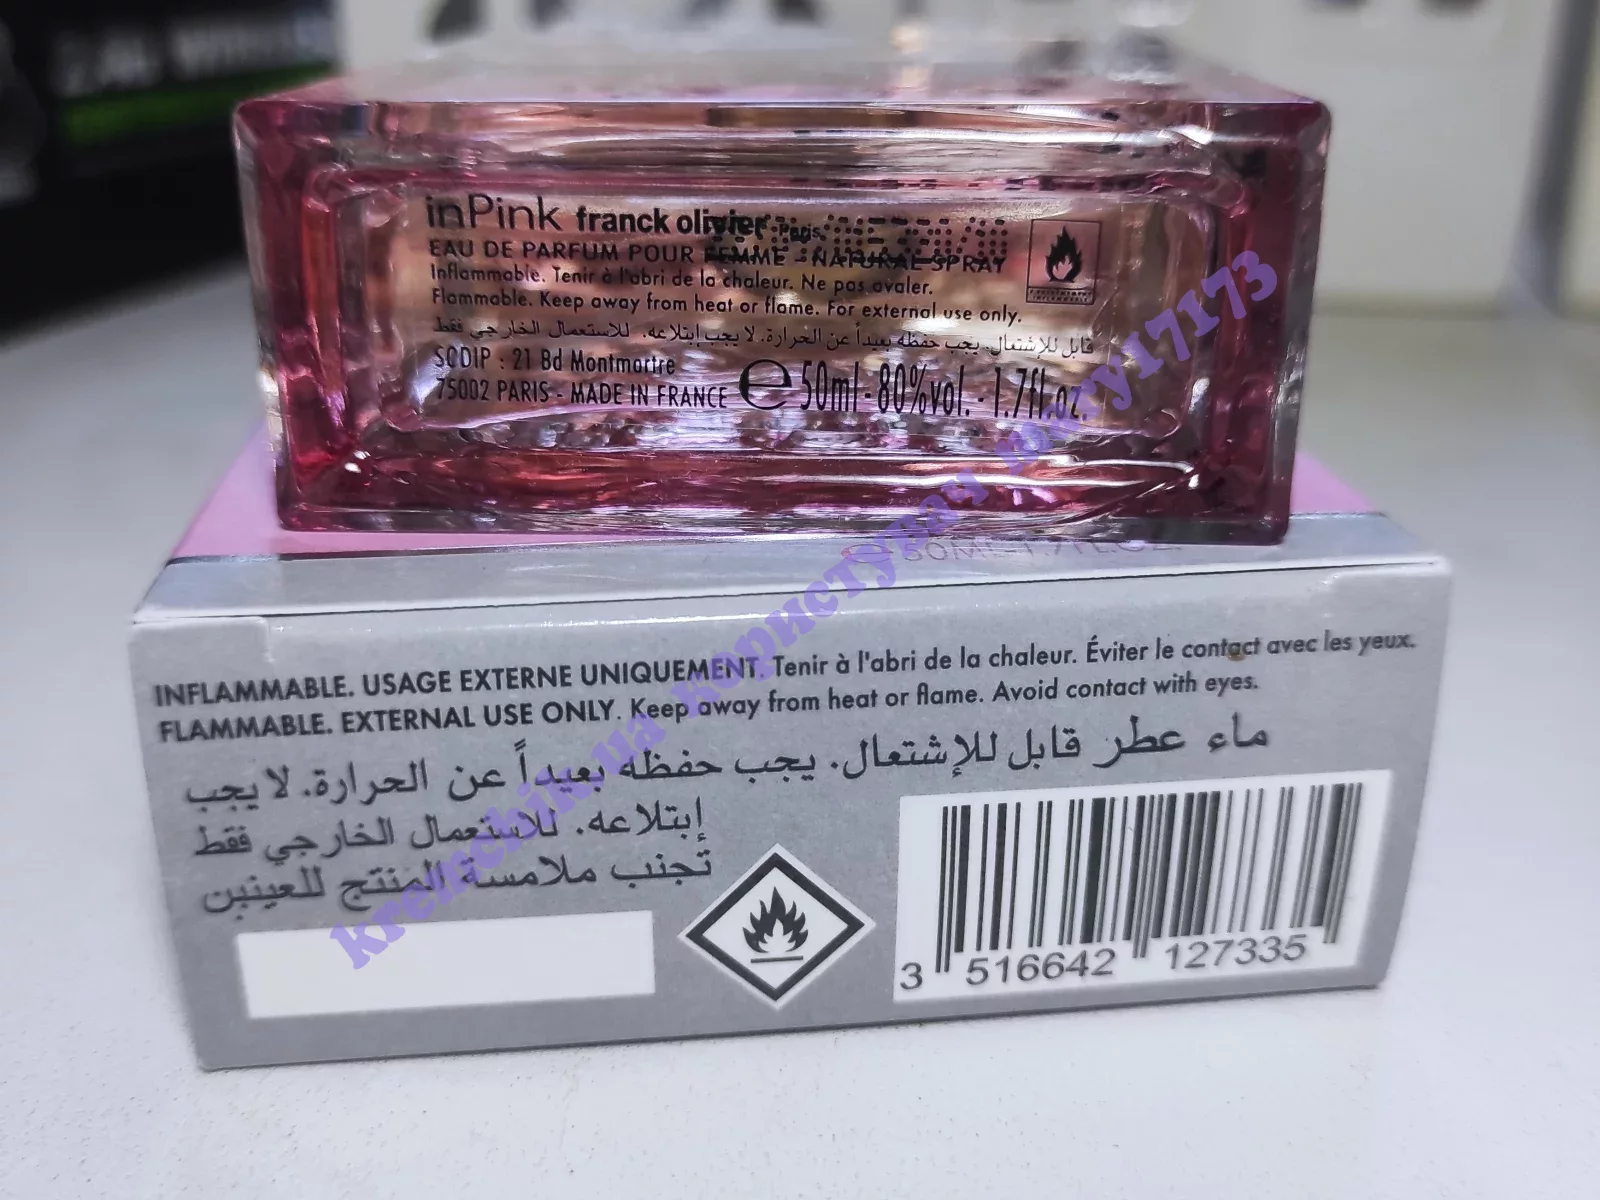 inPink franck olivier Paris
EAU DE PARFUM POUR FEMME - NATURAL SPRAY
Inflammable. Tenir à l'abri de la chaleur. Ne pas avaler.
Flammable. Keep away from heat or flame. For external use only.
قابل للإشتعال. يجب حفظه بعيداً عن الحرارة. لا يجب إبتلاعه. للاستعمال الخارجي فقط
SODIP : 21 Bd Montmartre
75002 PARIS - MADE IN FRANCE e 50ml - 80%vol. - 1.7fl.oz.
INFLAMMABLE. USAGE EXTERNE UNIQUEMENT. Tenir à l'abri de la chaleur. Éviter le contact avec les yeux.
FLAMMABLE. EXTERNAL USE ONLY. Keep away from heat or flame. Avoid contact with eyes.
ماء عطر قابل للإشتعال. يجب حفظه بعيداً عن الحرارة. لا يجب
إبتلاعه. للاستعمال الخارجي فقط
تجنب ملامسة المنتج للعينين
3 516642 127335
kremchik.ua користувач mary17173